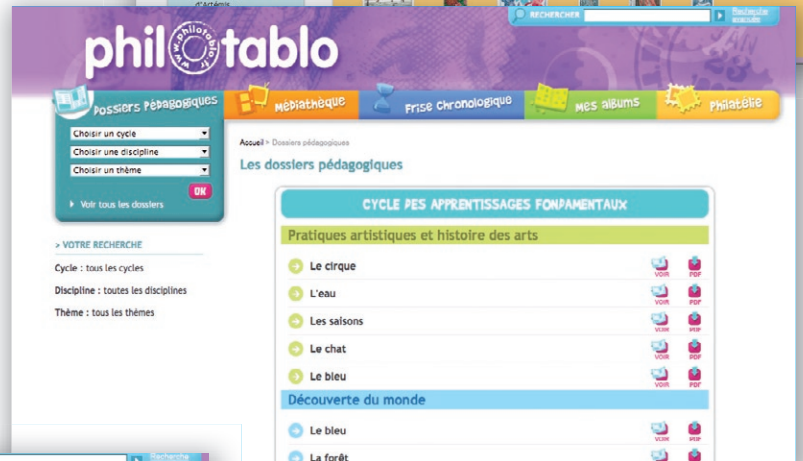 d'Artémis
RECHERCHER
Recherche avancée
philotablo
www.philotablo.fr
Dossiers Pédagogiques
Médiathèque
Frise Chronologique
Mes albums
Philatélie
Choisir un cycle
Choisir une discipline
Choisir un thème
OK
Voir tous les dossiers
Accueil > Dossiers pédagogiques
Les dossiers pédagogiques
CYCLE DES APPRENTISSAGES FONDAMENTAUX
> VOTRE RECHERCHE
Cycle : tous les cycles
Discipline : toutes les disciplines
Thème : tous les thèmes
Pratiques artistiques et histoire des arts
Le cirque VOIR PDF
L'eau VOIR PDF
Les saisons VOIR PDF
Le chat VOIR PDF
Le bleu VOIR PDF
Découverte du monde
Le bleu VOIR PDF
La forêt
Recherche